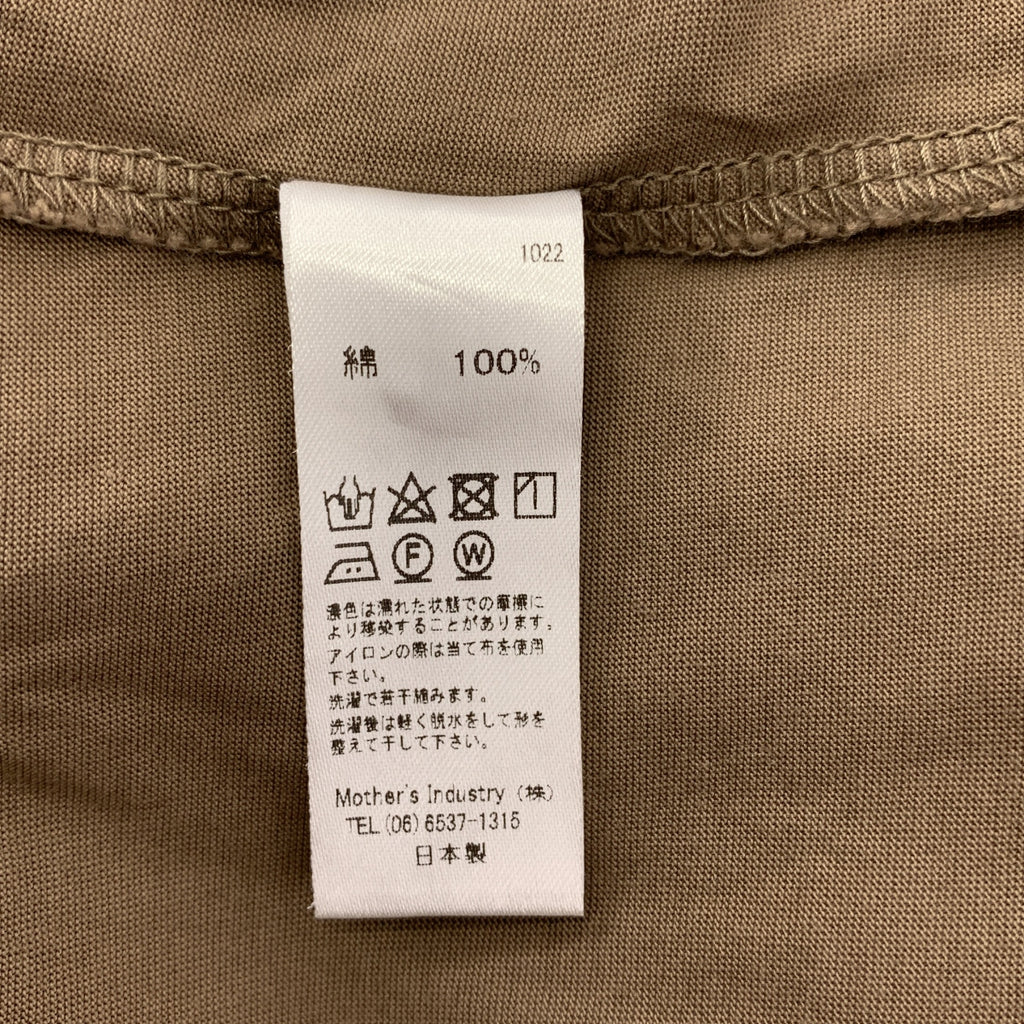 1022
綿 100%
F W
濃色は濡れた状態での摩擦に
より移染することがあります。
アイロンの際は当て布を使用
下さい。
洗濯で若干縮みます。
洗濯後は軽く脱水をして形を
整えて干して下さい。
Mother's Industry (株)
TEL(06)6537-1315
日本製